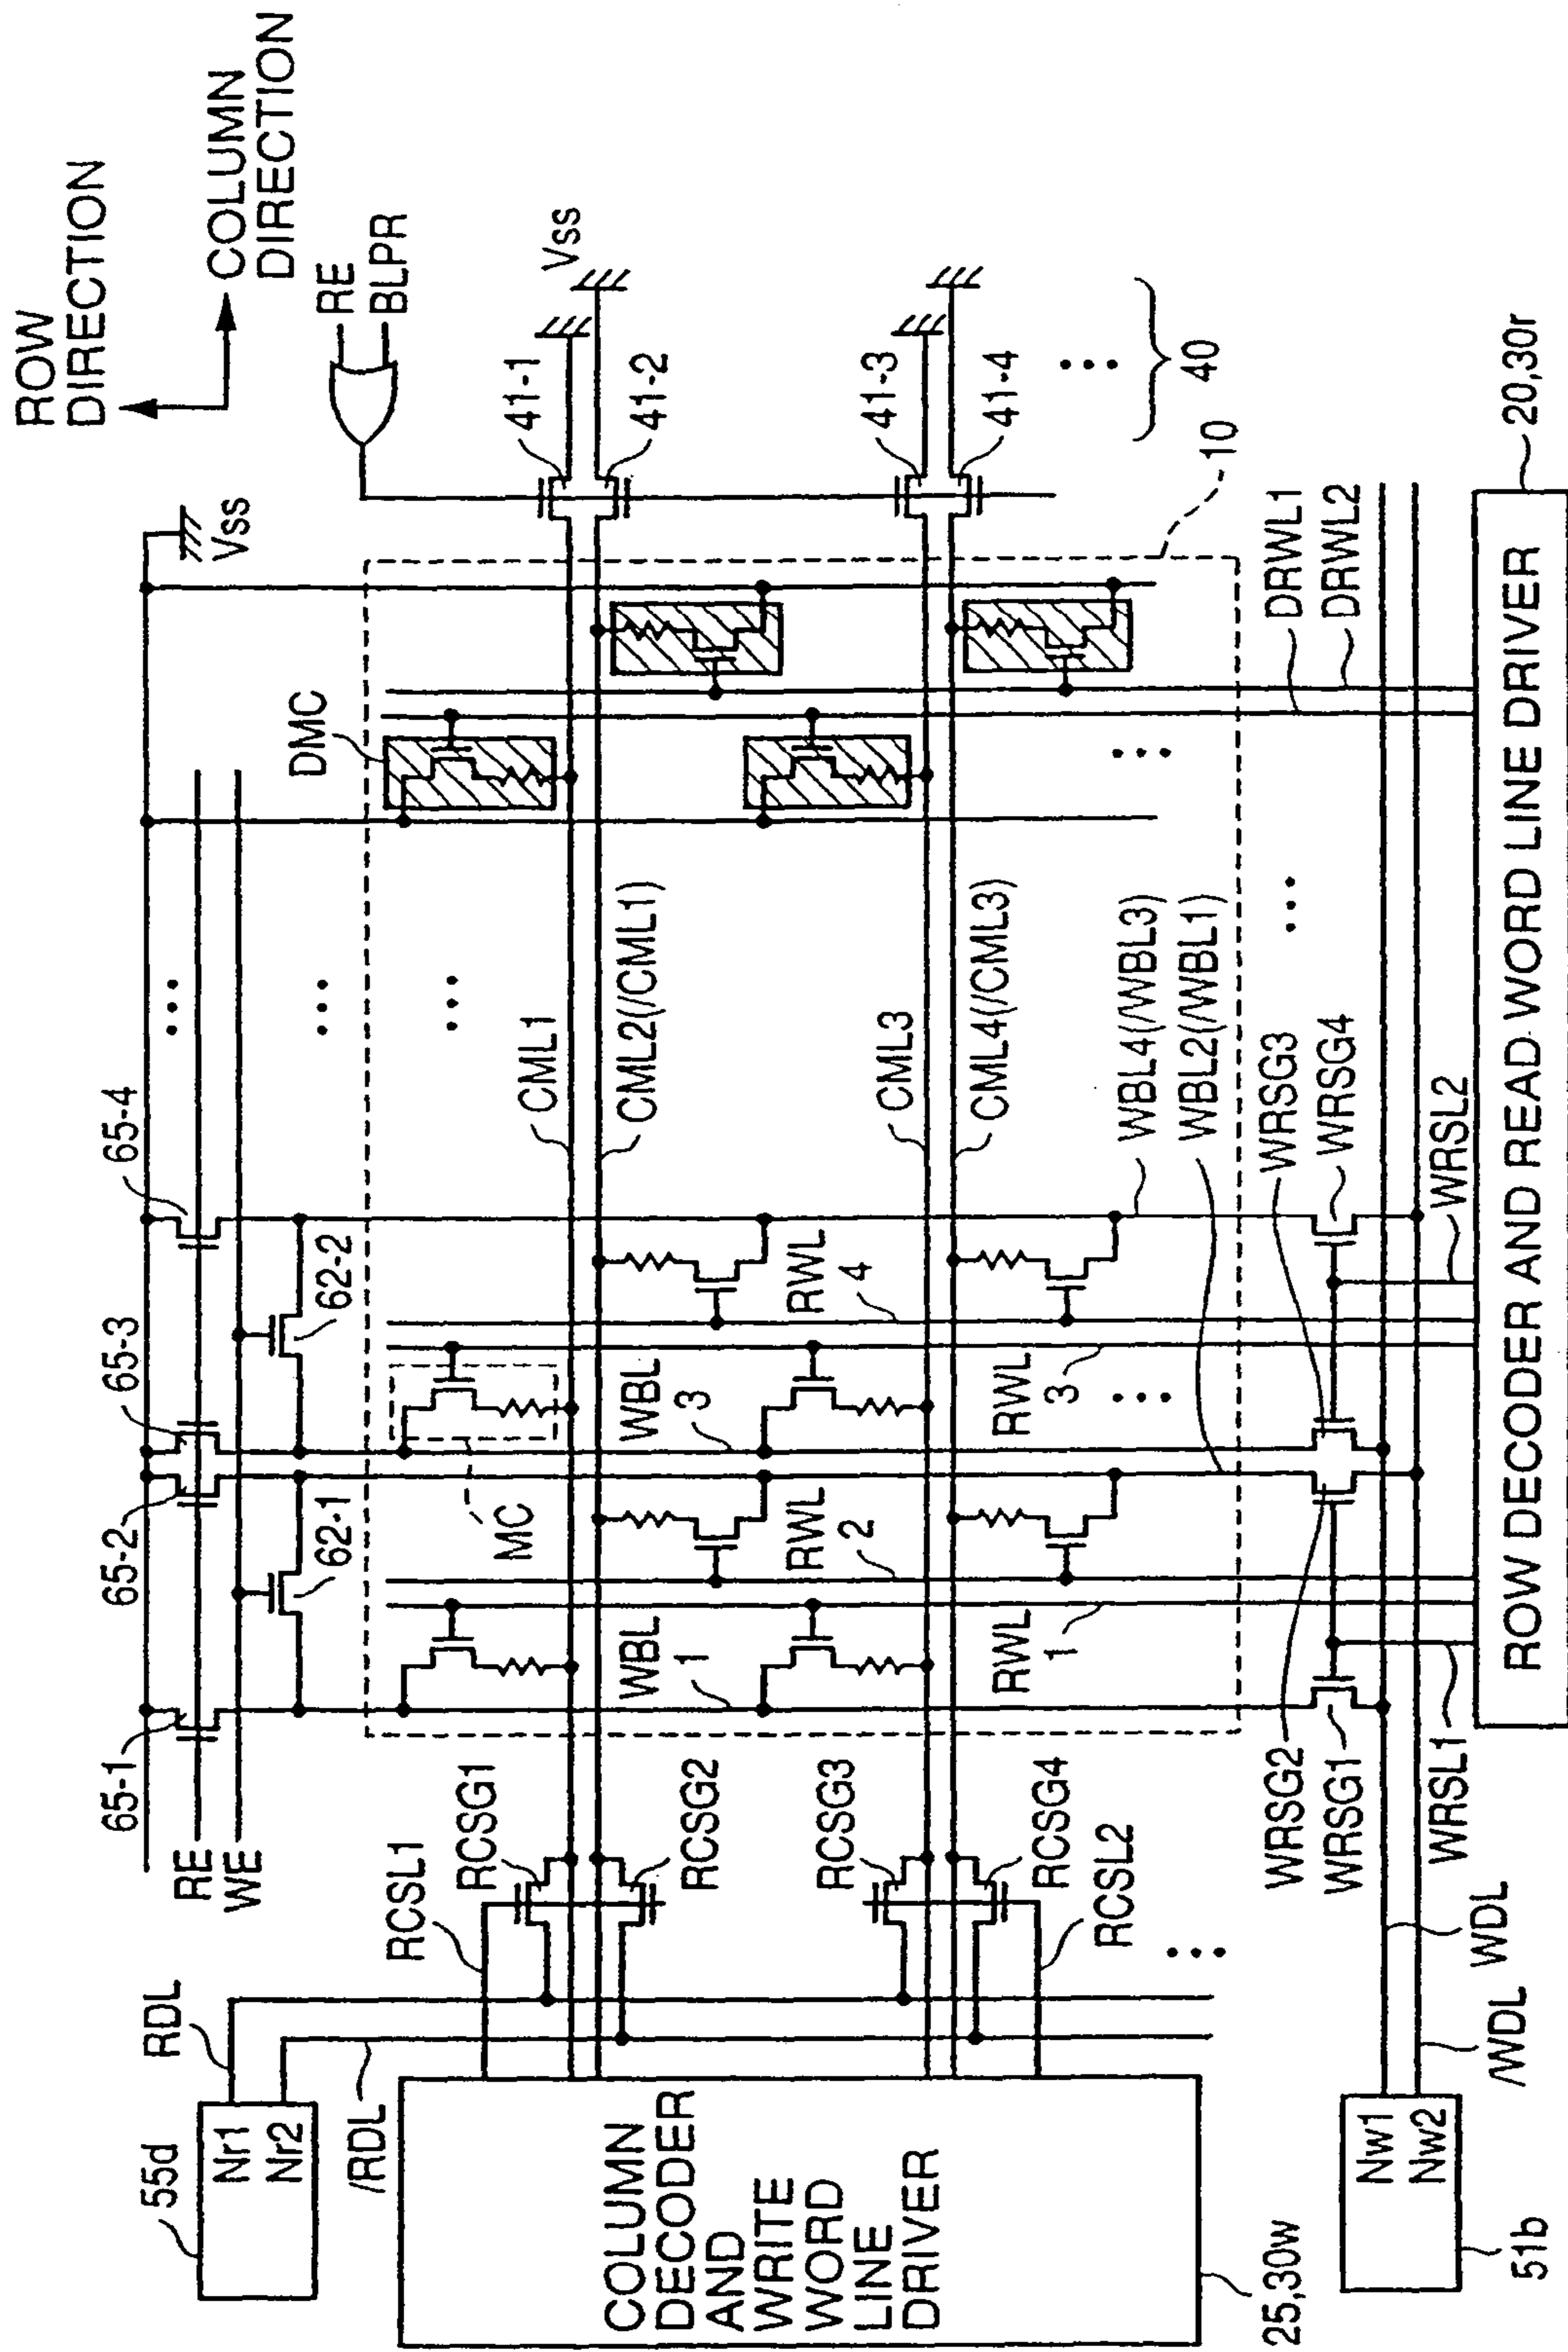 ROW
DIRECTION
COLUMN
DIRECTION
RE
BLPR
Vss
41-1
41-2
41-3
41-4
40
10
20,30r
Vss
DMC
DRWL1
DRWL2
65-4
65-3
65-2
65-1
62-2
62-1
RE
WE
CML1
CML2(/CML1)
CML3
CML4(/CML3)
WBL4(/WBL3)
WBL2(/WBL1)
WRSG3
WRSG4
WRSL2
RWL
4
RWL
3
WBL
3
MC
RWL
2
RWL
1
WBL
1
WRSG2
WRSG1
WRSL1
RCSL1
RCSG1
RCSG2
RCSG3
RCSG4
RCSL2
RDL
/RDL
55d
Nr1
Nr2
COLUMN
DECODER
AND
WRITE
WORD
LINE
DRIVER
25,30w
ROW DECODER AND READ WORD LINE DRIVER
WDL
/WDL
Nw1
Nw2
51b